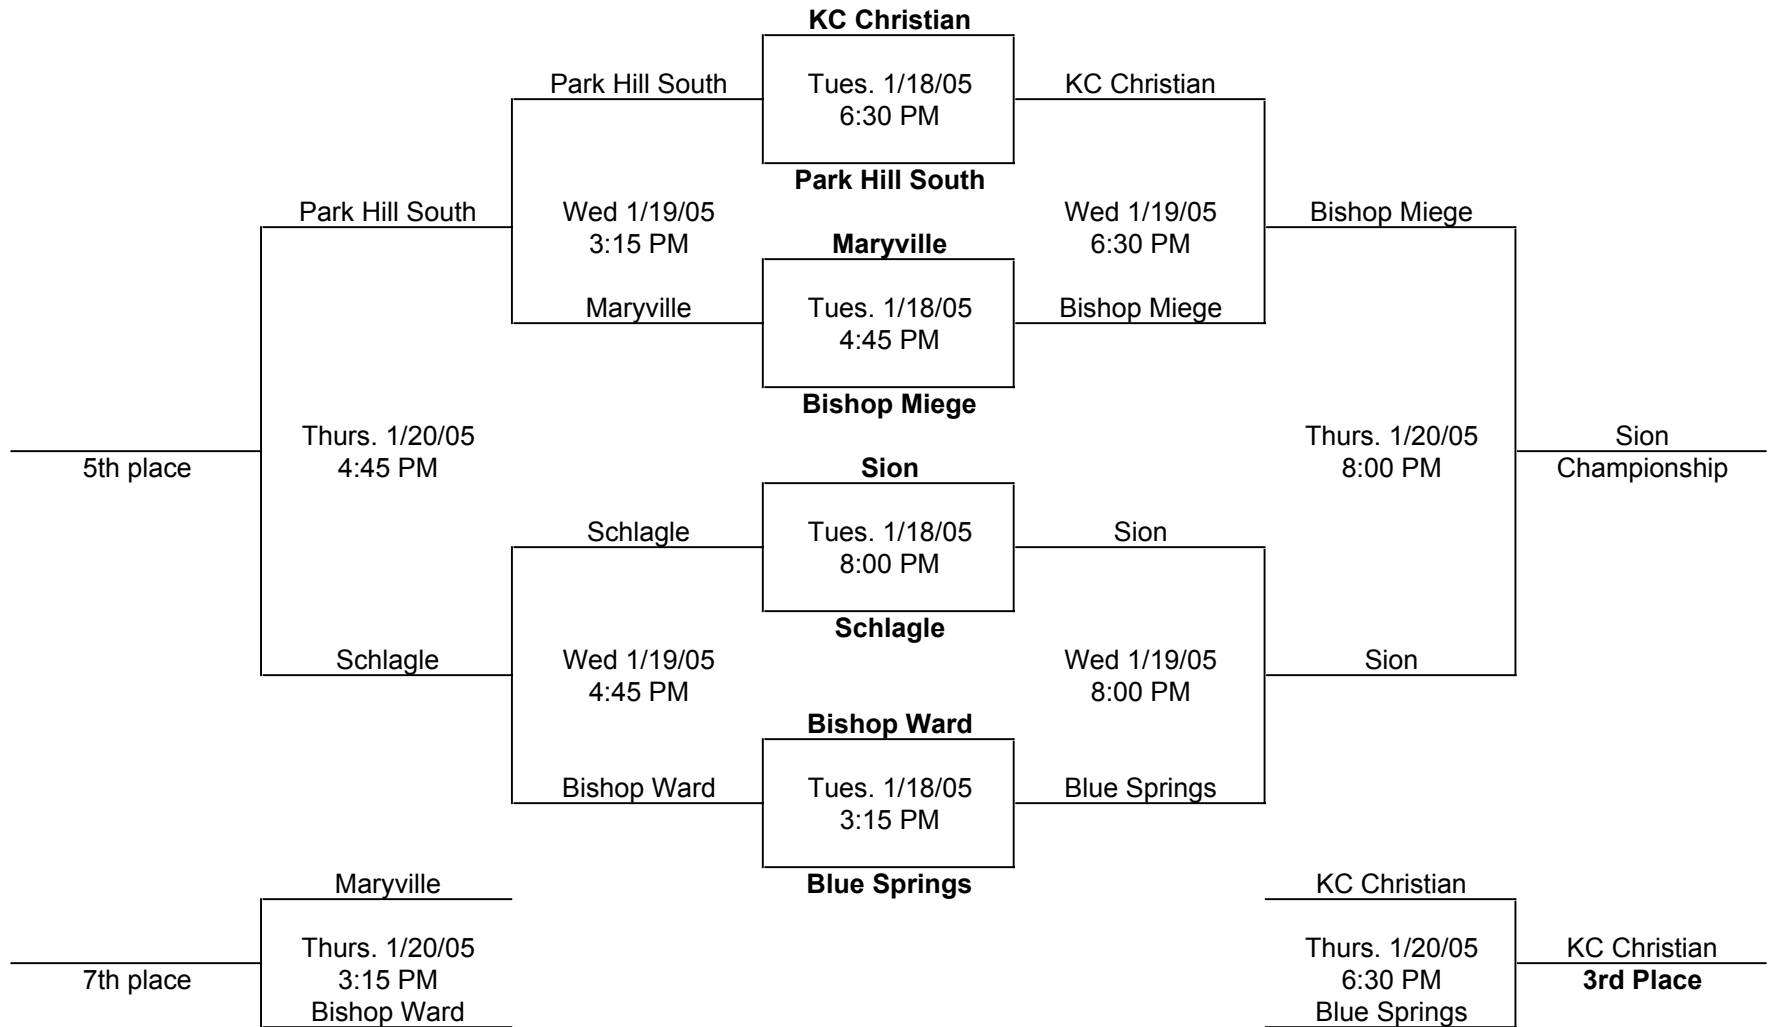 KC Christian
Park Hill South
Tues. 1/18/05
6:30 PM
KC Christian
Park Hill South
Park Hill South
Wed 1/19/05
3:15 PM
Wed 1/19/05
6:30 PM
Bishop Miege
Maryville
Maryville
Tues. 1/18/05
4:45 PM
Bishop Miege
Bishop Miege
Thurs. 1/20/05
4:45 PM
5th place
Thurs. 1/20/05
8:00 PM
Sion
Championship
Sion
Schlagle
Tues. 1/18/05
8:00 PM
Sion
Schlagle
Schlagle
Wed 1/19/05
4:45 PM
Wed 1/19/05
8:00 PM
Sion
Bishop Ward
Bishop Ward
Tues. 1/18/05
3:15 PM
Blue Springs
Blue Springs
Maryville
Thurs. 1/20/05
3:15 PM
Bishop Ward
7th place
KC Christian
Thurs. 1/20/05
6:30 PM
Blue Springs
KC Christian
3rd Place